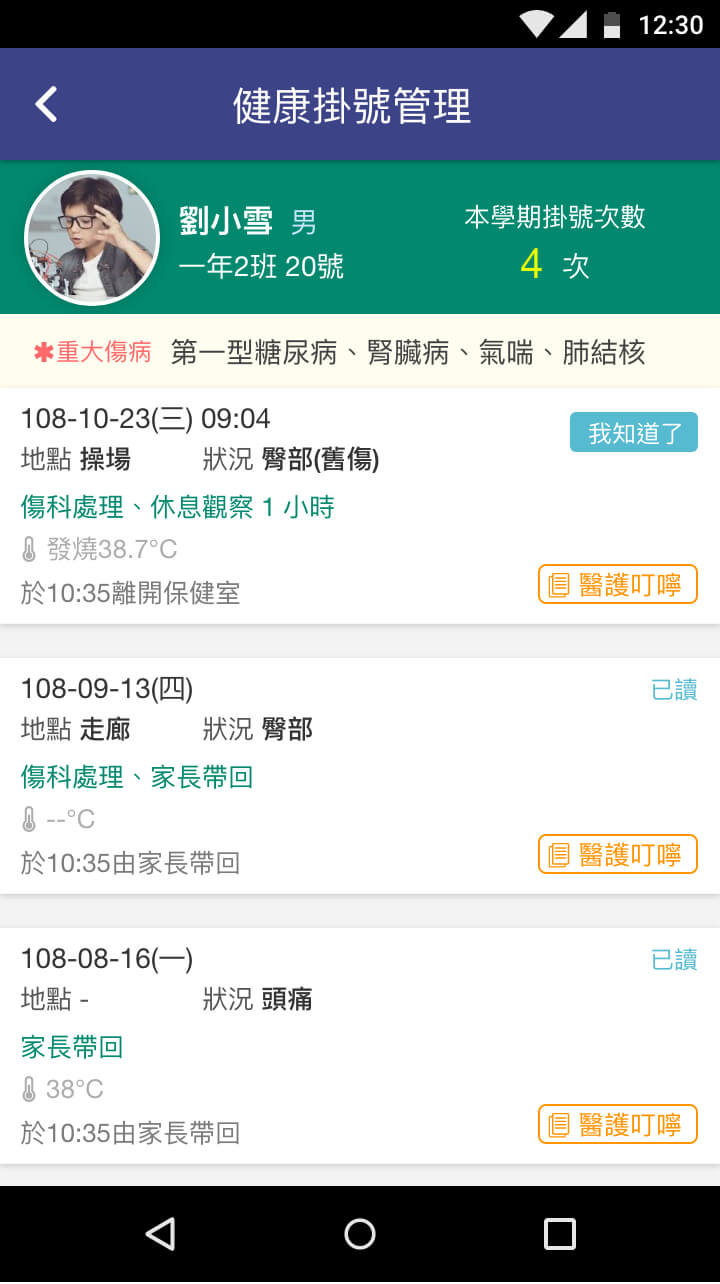 12:30
健康掛號管理
劉小雪 男
本學期掛號次數
一年2班 20號
4 次
✱重大傷病 第一型糖尿病、腎臟病、氣喘、肺結核
108-10-23(三) 09:04
我知道了
地點 操場 狀況 臀部(舊傷)
傷科處理、休息觀察 1 小時
發燒38.7°C
於10:35離開保健室
醫護叮嚀
108-09-13(四)
已讀
地點 走廊 狀況 臀部
傷科處理、家長帶回
--°C
於10:35由家長帶回
醫護叮嚀
108-08-16(一)
已讀
地點 - 狀況 頭痛
家長帶回
38°C
於10:35由家長帶回
醫護叮嚀